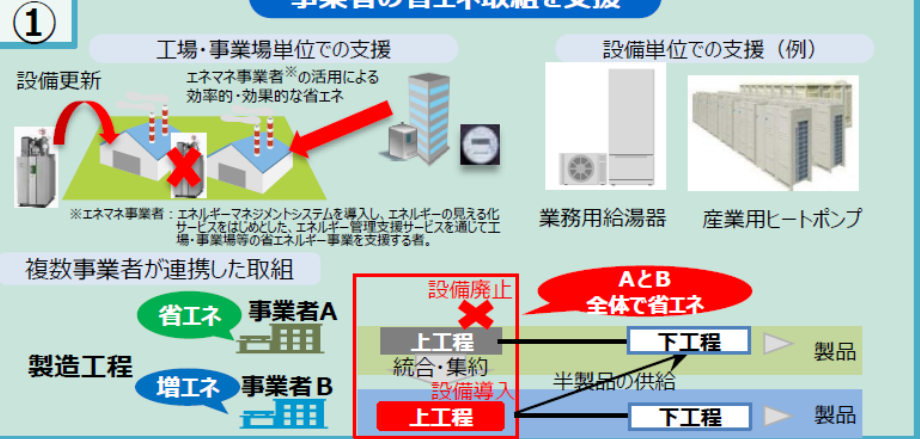 事業者の省エネ取組を支援
①
工場・事業場単位での支援
設備単位での支援（例）
設備更新
エネマネ事業者※の活用による
効率的・効果的な省エネ
※エネマネ事業者：エネルギーマネジメントシステムを導入し、エネルギーの見える化
サービスをはじめとした、エネルギー管理支援サービスを通じて工
場・事業場等の省エネルギー事業を支援する者。
業務用給湯器
産業用ヒートポンプ
複数事業者が連携した取組
設備廃止
AとB
全体で省エネ
省エネ
事業者A
上工程
下工程
製品
製造工程
統合・集約
半製品の供給
増エネ
事業者B
設備導入
上工程
下工程
製品